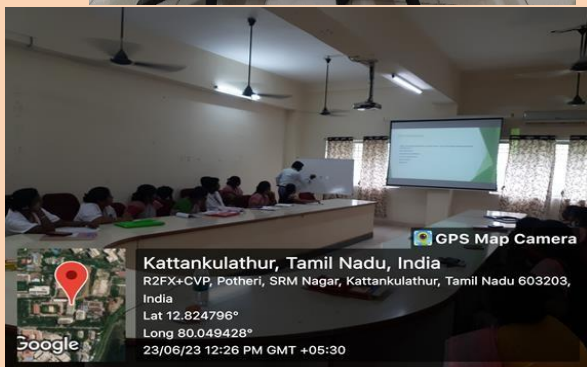 GPS Map Camera
Kattankulathur, Tamil Nadu, India
R2FX+CVP, Potheri, SRM Nagar, Kattankulathur, Tamil Nadu 603203,
India
Lat 12.824796°
Long 80.049428°
23/06/23 12:26 PM GMT +05:30
Google